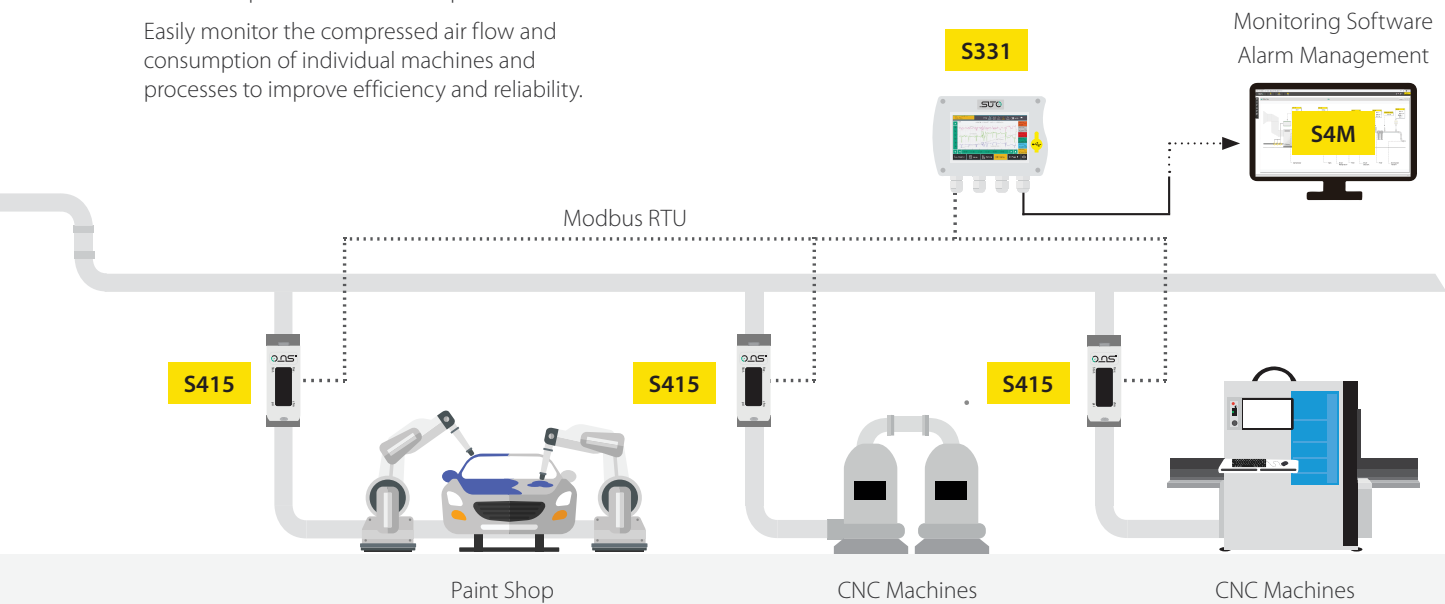 Easily monitor the compressed air flow and
consumption of individual machines and
processes to improve efficiency and reliability.
Monitoring Software
Alarm Management
S331
SUTO
S4M
Modbus RTU
S415
S415
S415
Paint Shop
CNC Machines
CNC Machines